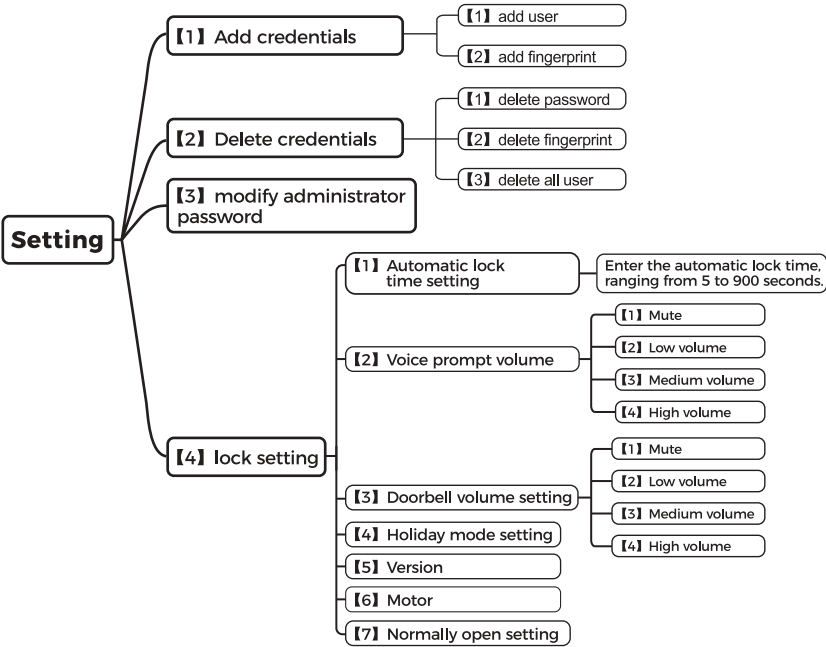 Setting
【1】Add credentials
【1】add user
【2】add fingerprint
【2】Delete credentials
【1】delete password
【2】delete fingerprint
【3】delete all user
【3】modify administrator
password
【4】lock setting
【1】Automatic lock
time setting
Enter the automatic lock time,
ranging from 5 to 900 seconds.
【2】Voice prompt volume
【1】Mute
【2】Low volume
【3】Medium volume
【4】High volume
【3】Doorbell volume setting
【1】Mute
【2】Low volume
【3】Medium volume
【4】High volume
【4】Holiday mode setting
【5】Version
【6】Motor
【7】Normally open setting